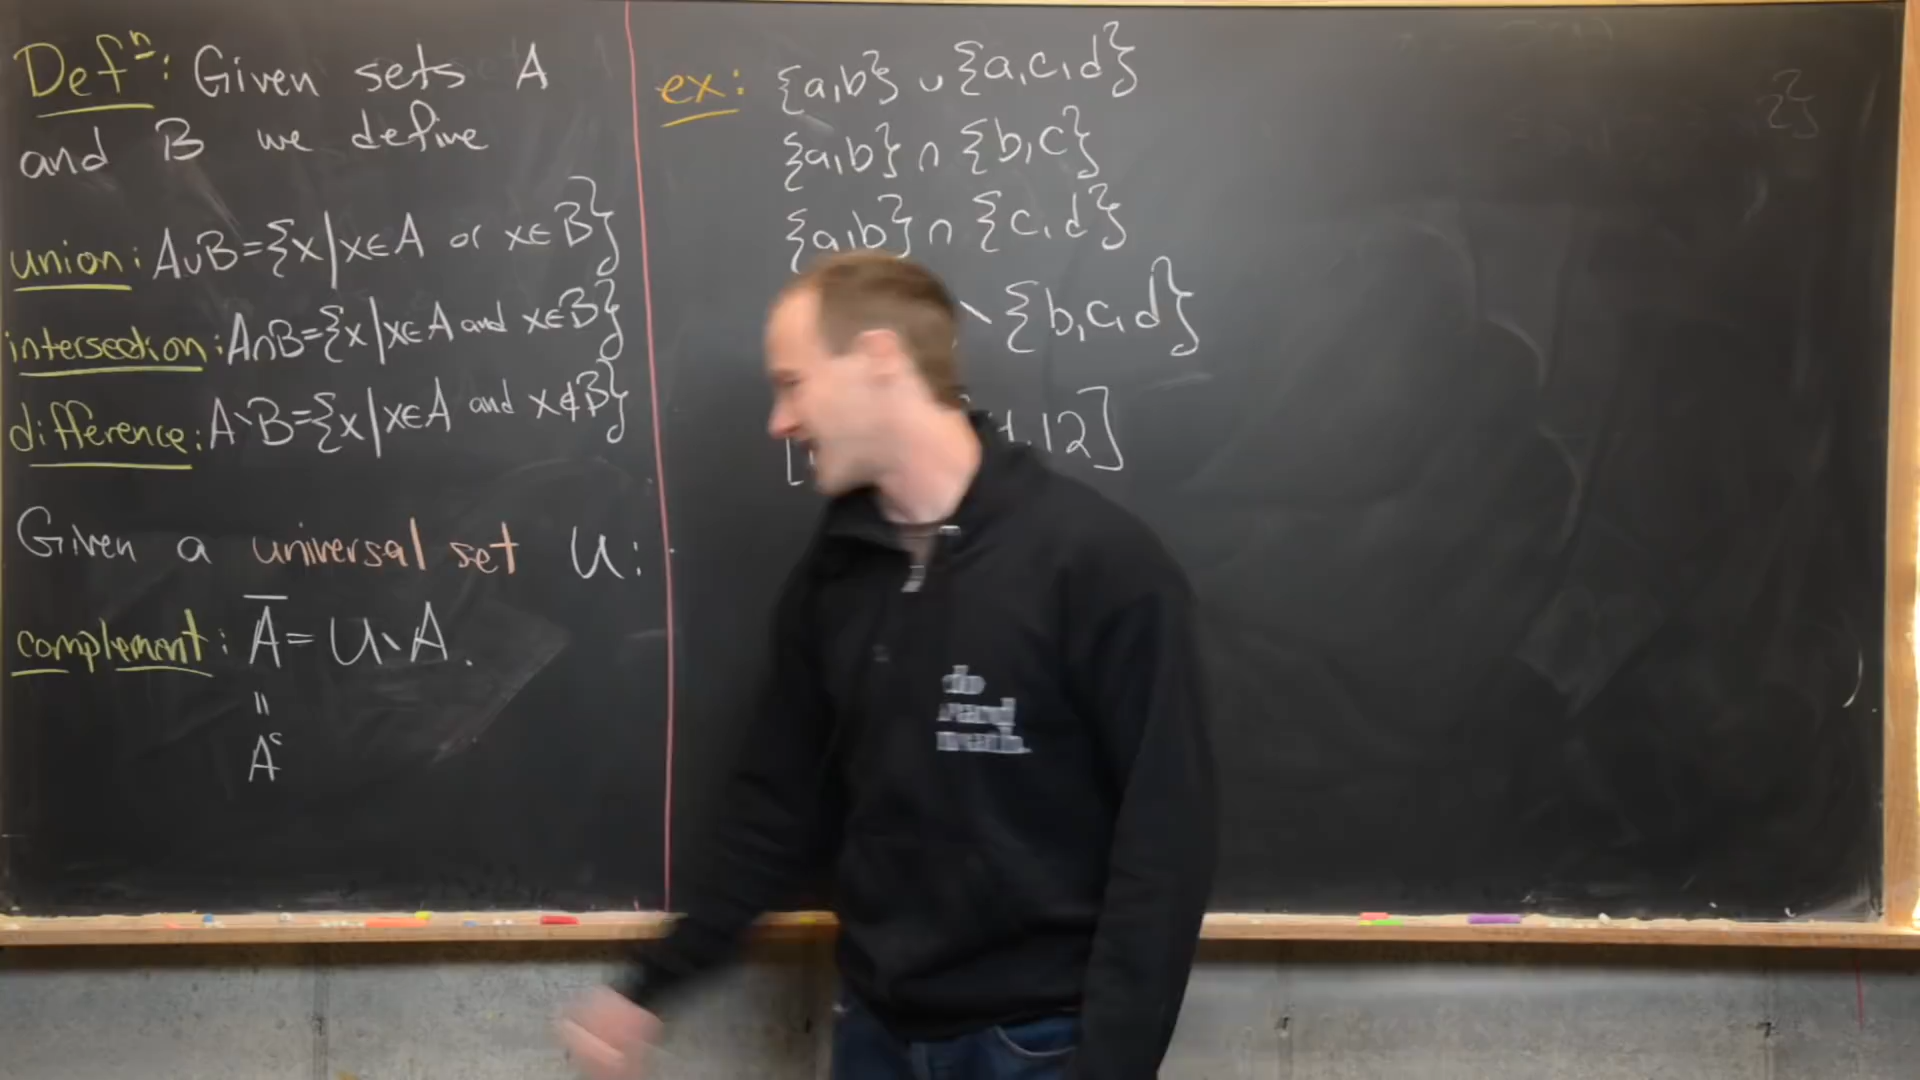 Defⁿ: Given sets A
and B we define
union: A∪B={x|x∈A or x∈B}
intersection: A∩B={x|x∈A and x∈B}
difference: A∖B={x|x∈A and x∉B}
Given a universal set U:
complement: A̅=U∖A.
=
Aᶜ
ex: {a,b} ∪ {a,c,d}
{a,b} ∩ {b,c}
{a,b} ∩ {c,d}
∖ {b,c,d}
[ ,12]